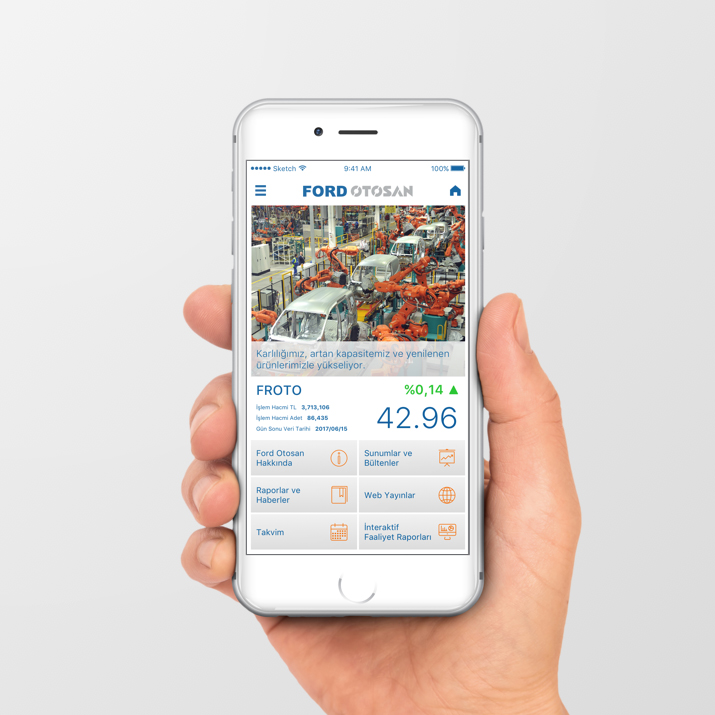 Sketch 9:41 AM 100%
FORD OTOSAN
Karlılığımız, artan kapasitemiz ve yenilenen
ürünlerimizle yükseliyor.
FROTO %0,14 ▲
İşlem Hacmi TL 3,713,106
İşlem Hacmi Adet 86,435
Gün Sonu Veri Tarihi 2017/06/15
42.96
Ford Otosan
Hakkında
Sunumlar ve
Bültenler
Raporlar ve
Haberler
Web Yayınlar
Takvim
İnteraktif
Faaliyet Raporları